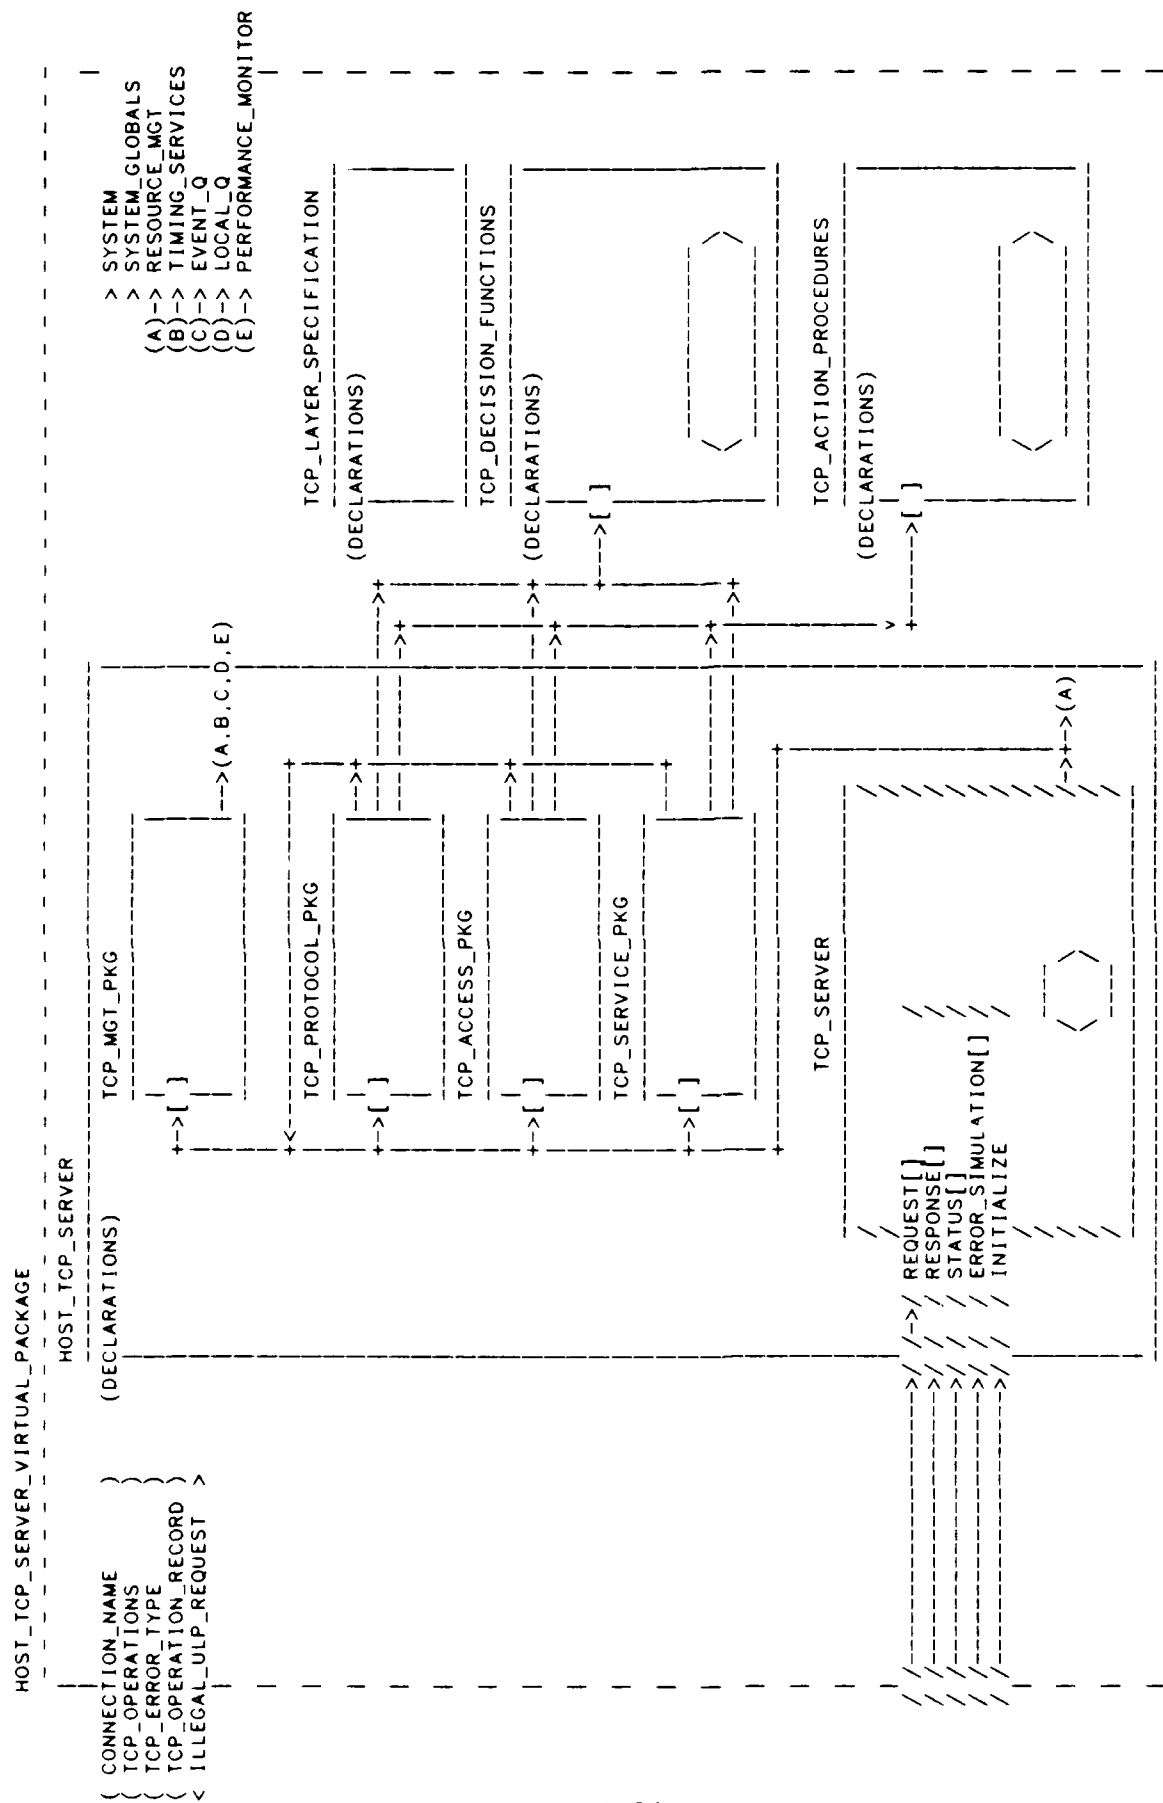 HOST_TCP_SERVER_VIRTUAL_PACKAGE
( CONNECTION_NAME )
( TCP_OPERATIONS )
( TCP_ERROR_TYPE )
( TCP_OPERATION_RECORD )
< ILLEGAL_ULP_REQUEST >
> SYSTEM
> SYSTEM_GLOBALS
(A)-> RESOURCE_MGT
(B)-> TIMING_SERVICES
(C)-> EVENT_Q
(D)-> LOCAL_Q
(E)-> PERFORMANCE_MONITOR
HOST_TCP_SERVER
(DECLARATIONS)
TCP_MGT_PKG
-->[ ]
-->(A,B,C,D,E)
TCP_PROTOCOL_PKG
-->[ ]
TCP_ACCESS_PKG
-->[ ]
TCP_SERVICE_PKG
-->[ ]
TCP_LAYER_SPECIFICATION
(DECLARATIONS)
TCP_DECISION_FUNCTIONS
(DECLARATIONS)
---->[ ]
TCP_ACTION_PROCEDURES
(DECLARATIONS)
---->[ ]
TCP_SERVER
REQUEST[]
RESPONSE[]
STATUS[]
ERROR_SIMULATION[]
INITIALIZE
-->(A)